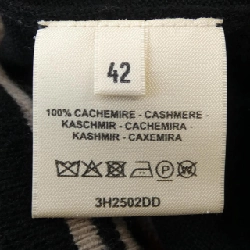 42
100% CACHEMIRE - CASHMERE -
KASCHMIR - CACHEMIRA -
KASHMIR - CAXEMIRA
3H2502DD